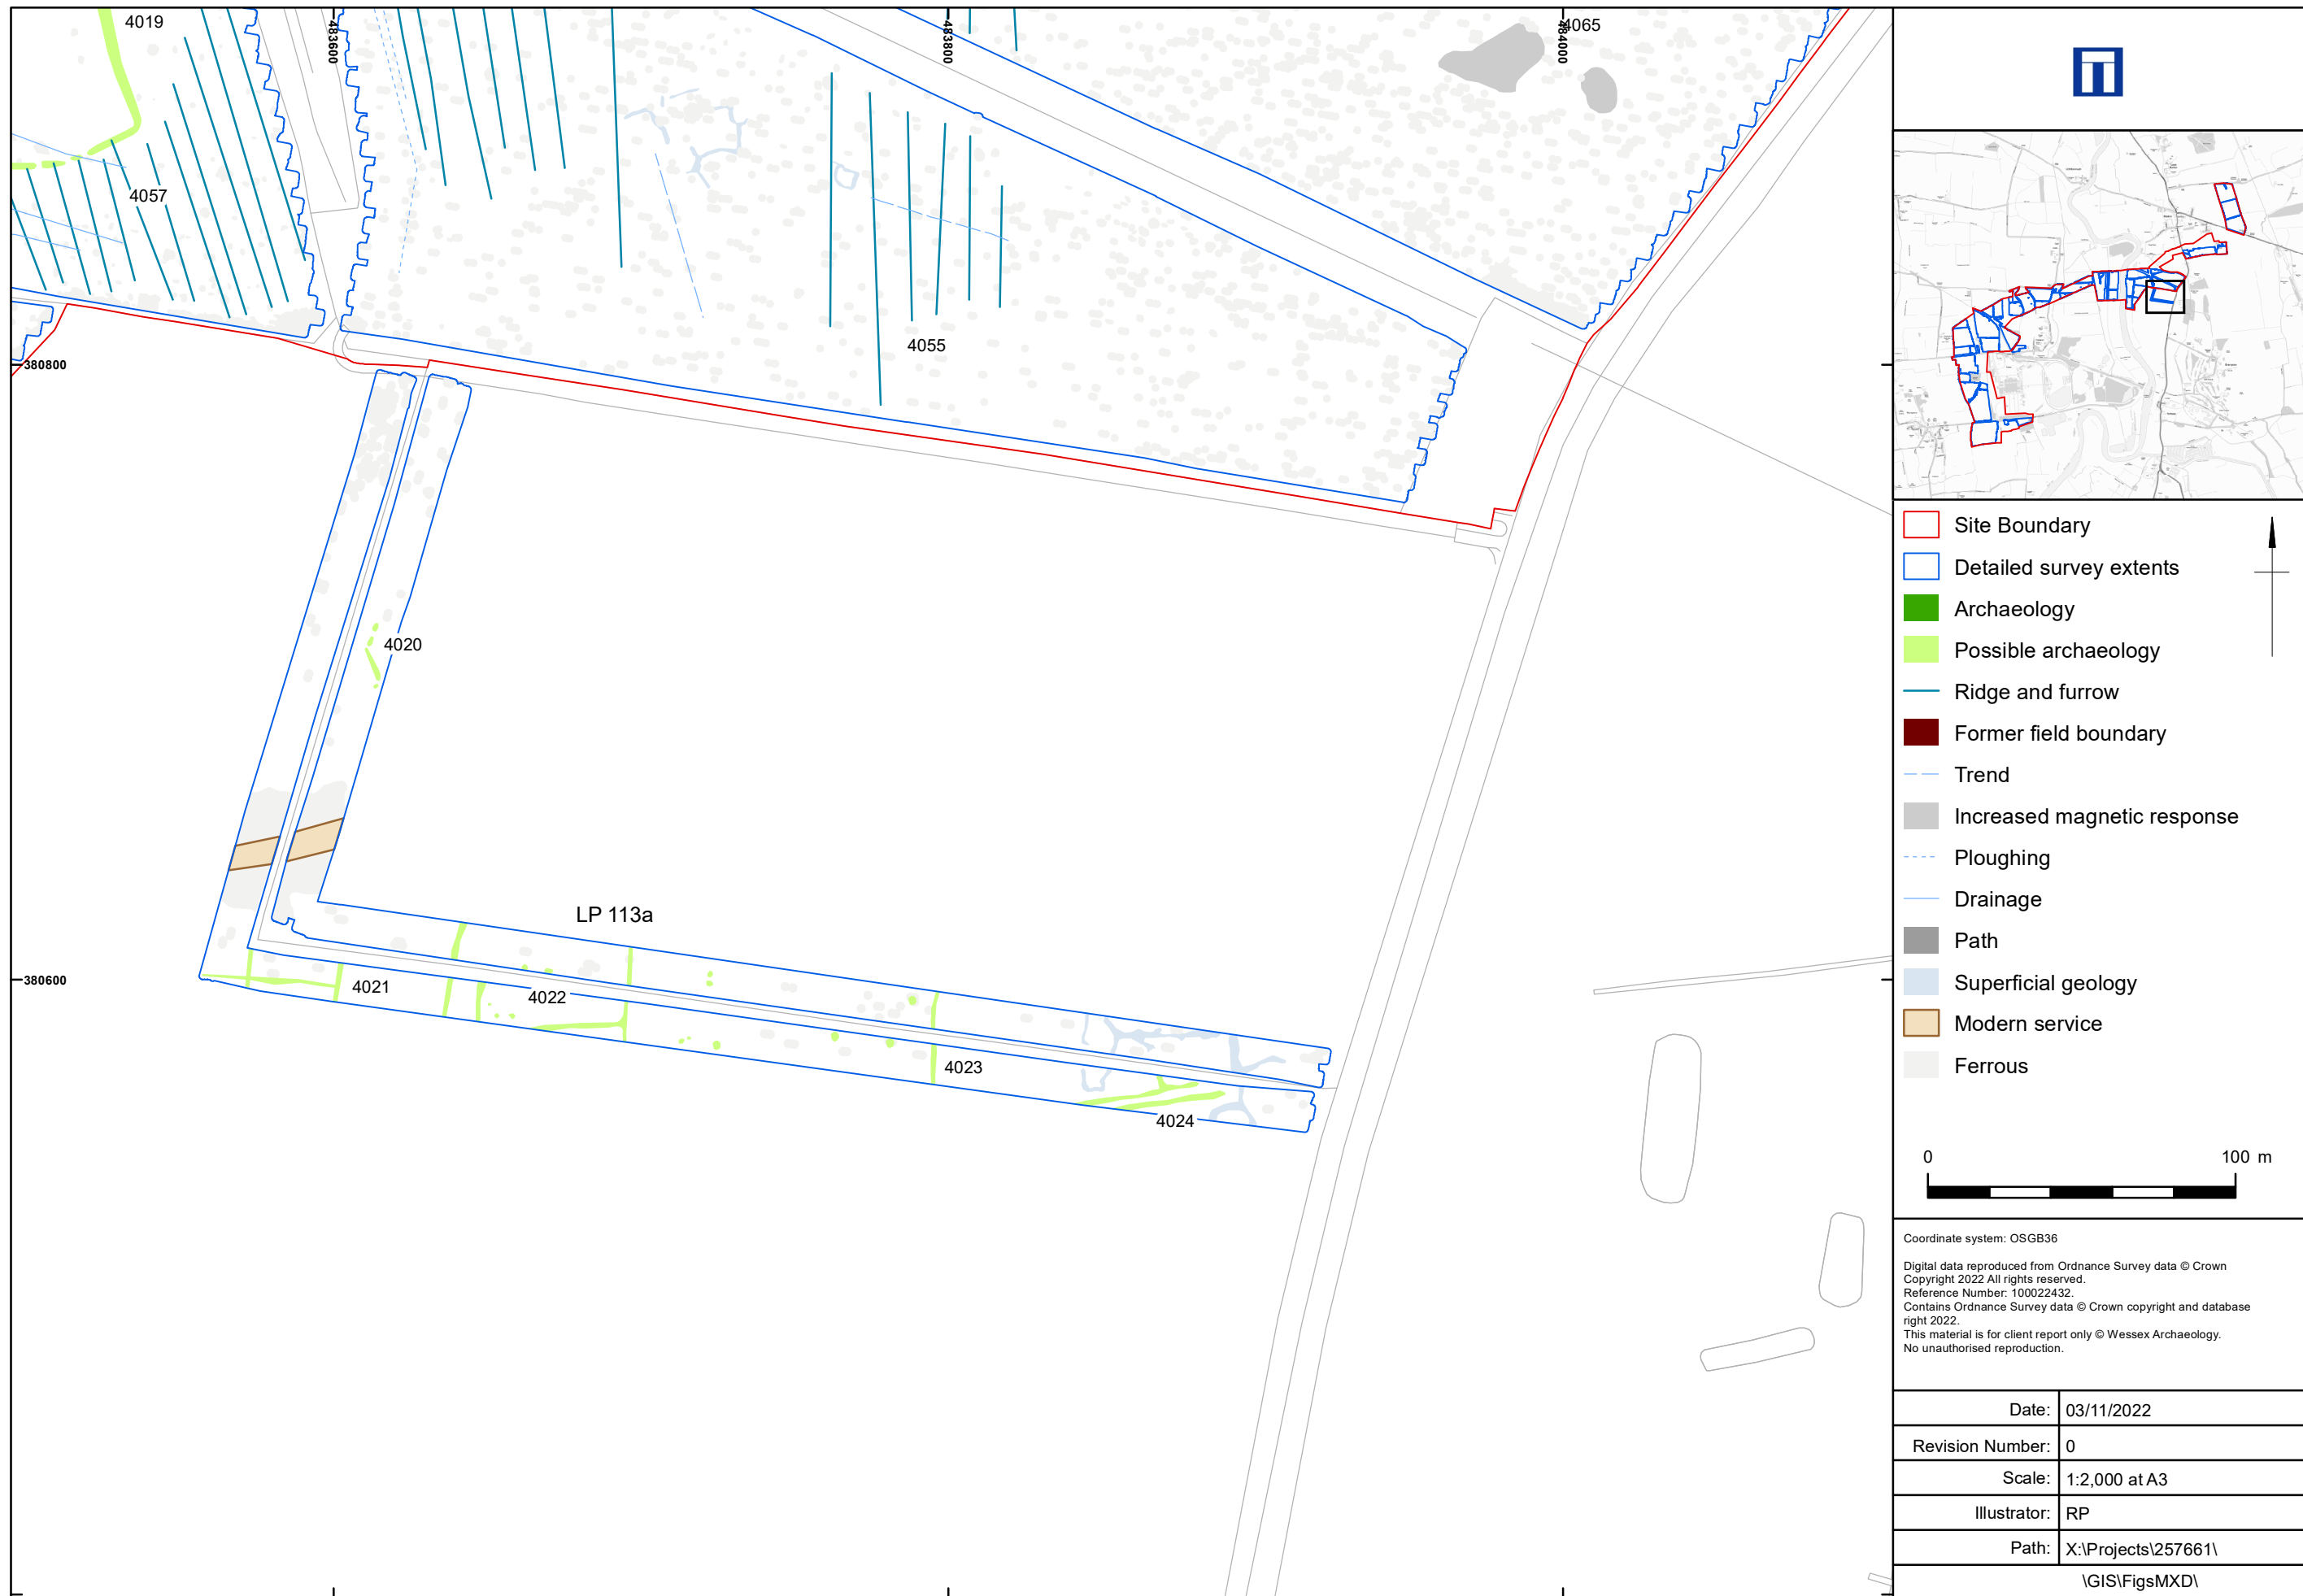 4019
483600
483800
484000
4065
4057
4055
380800
4020
LP 113a
380600
4021
4022
4023
4024
Site Boundary
Detailed survey extents
Archaeology
Possible archaeology
Ridge and furrow
Former field boundary
Trend
Increased magnetic response
Ploughing
Drainage
Path
Superficial geology
Modern service
Ferrous
0 100 m
Coordinate system: OSGB36
Digital data reproduced from Ordnance Survey data © Crown
Copyright 2022 All rights reserved.
Reference Number: 100022432.
Contains Ordnance Survey data © Crown copyright and database
right 2022.
This material is for client report only © Wessex Archaeology.
No unauthorised reproduction.
Date: 03/11/2022
Revision Number: 0
Scale: 1:2,000 at A3
Illustrator: RP
Path: X:\Projects\257661\
\GIS\FigsMXD\